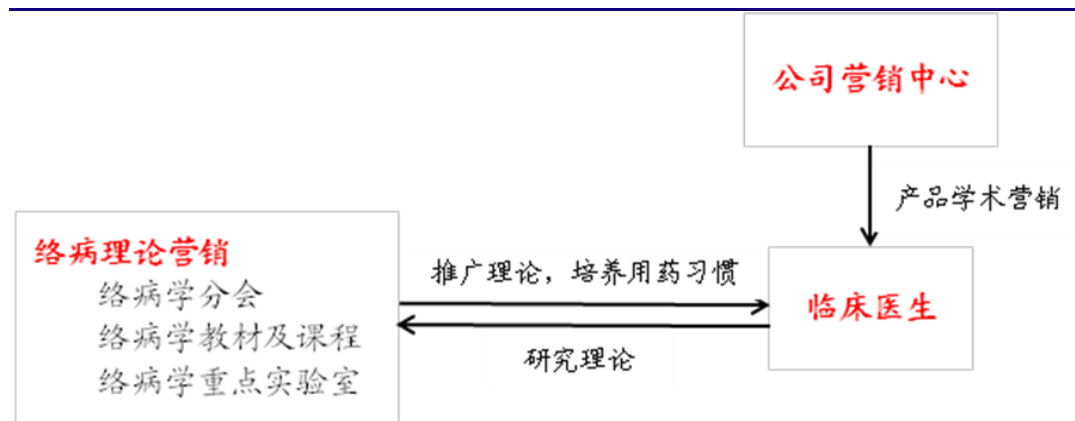 公司营销中心
产品学术营销
络病理论营销
络病学分会
络病学教材及课程
络病学重点实验室
推广理论，培养用药习惯
研究理论
临床医生